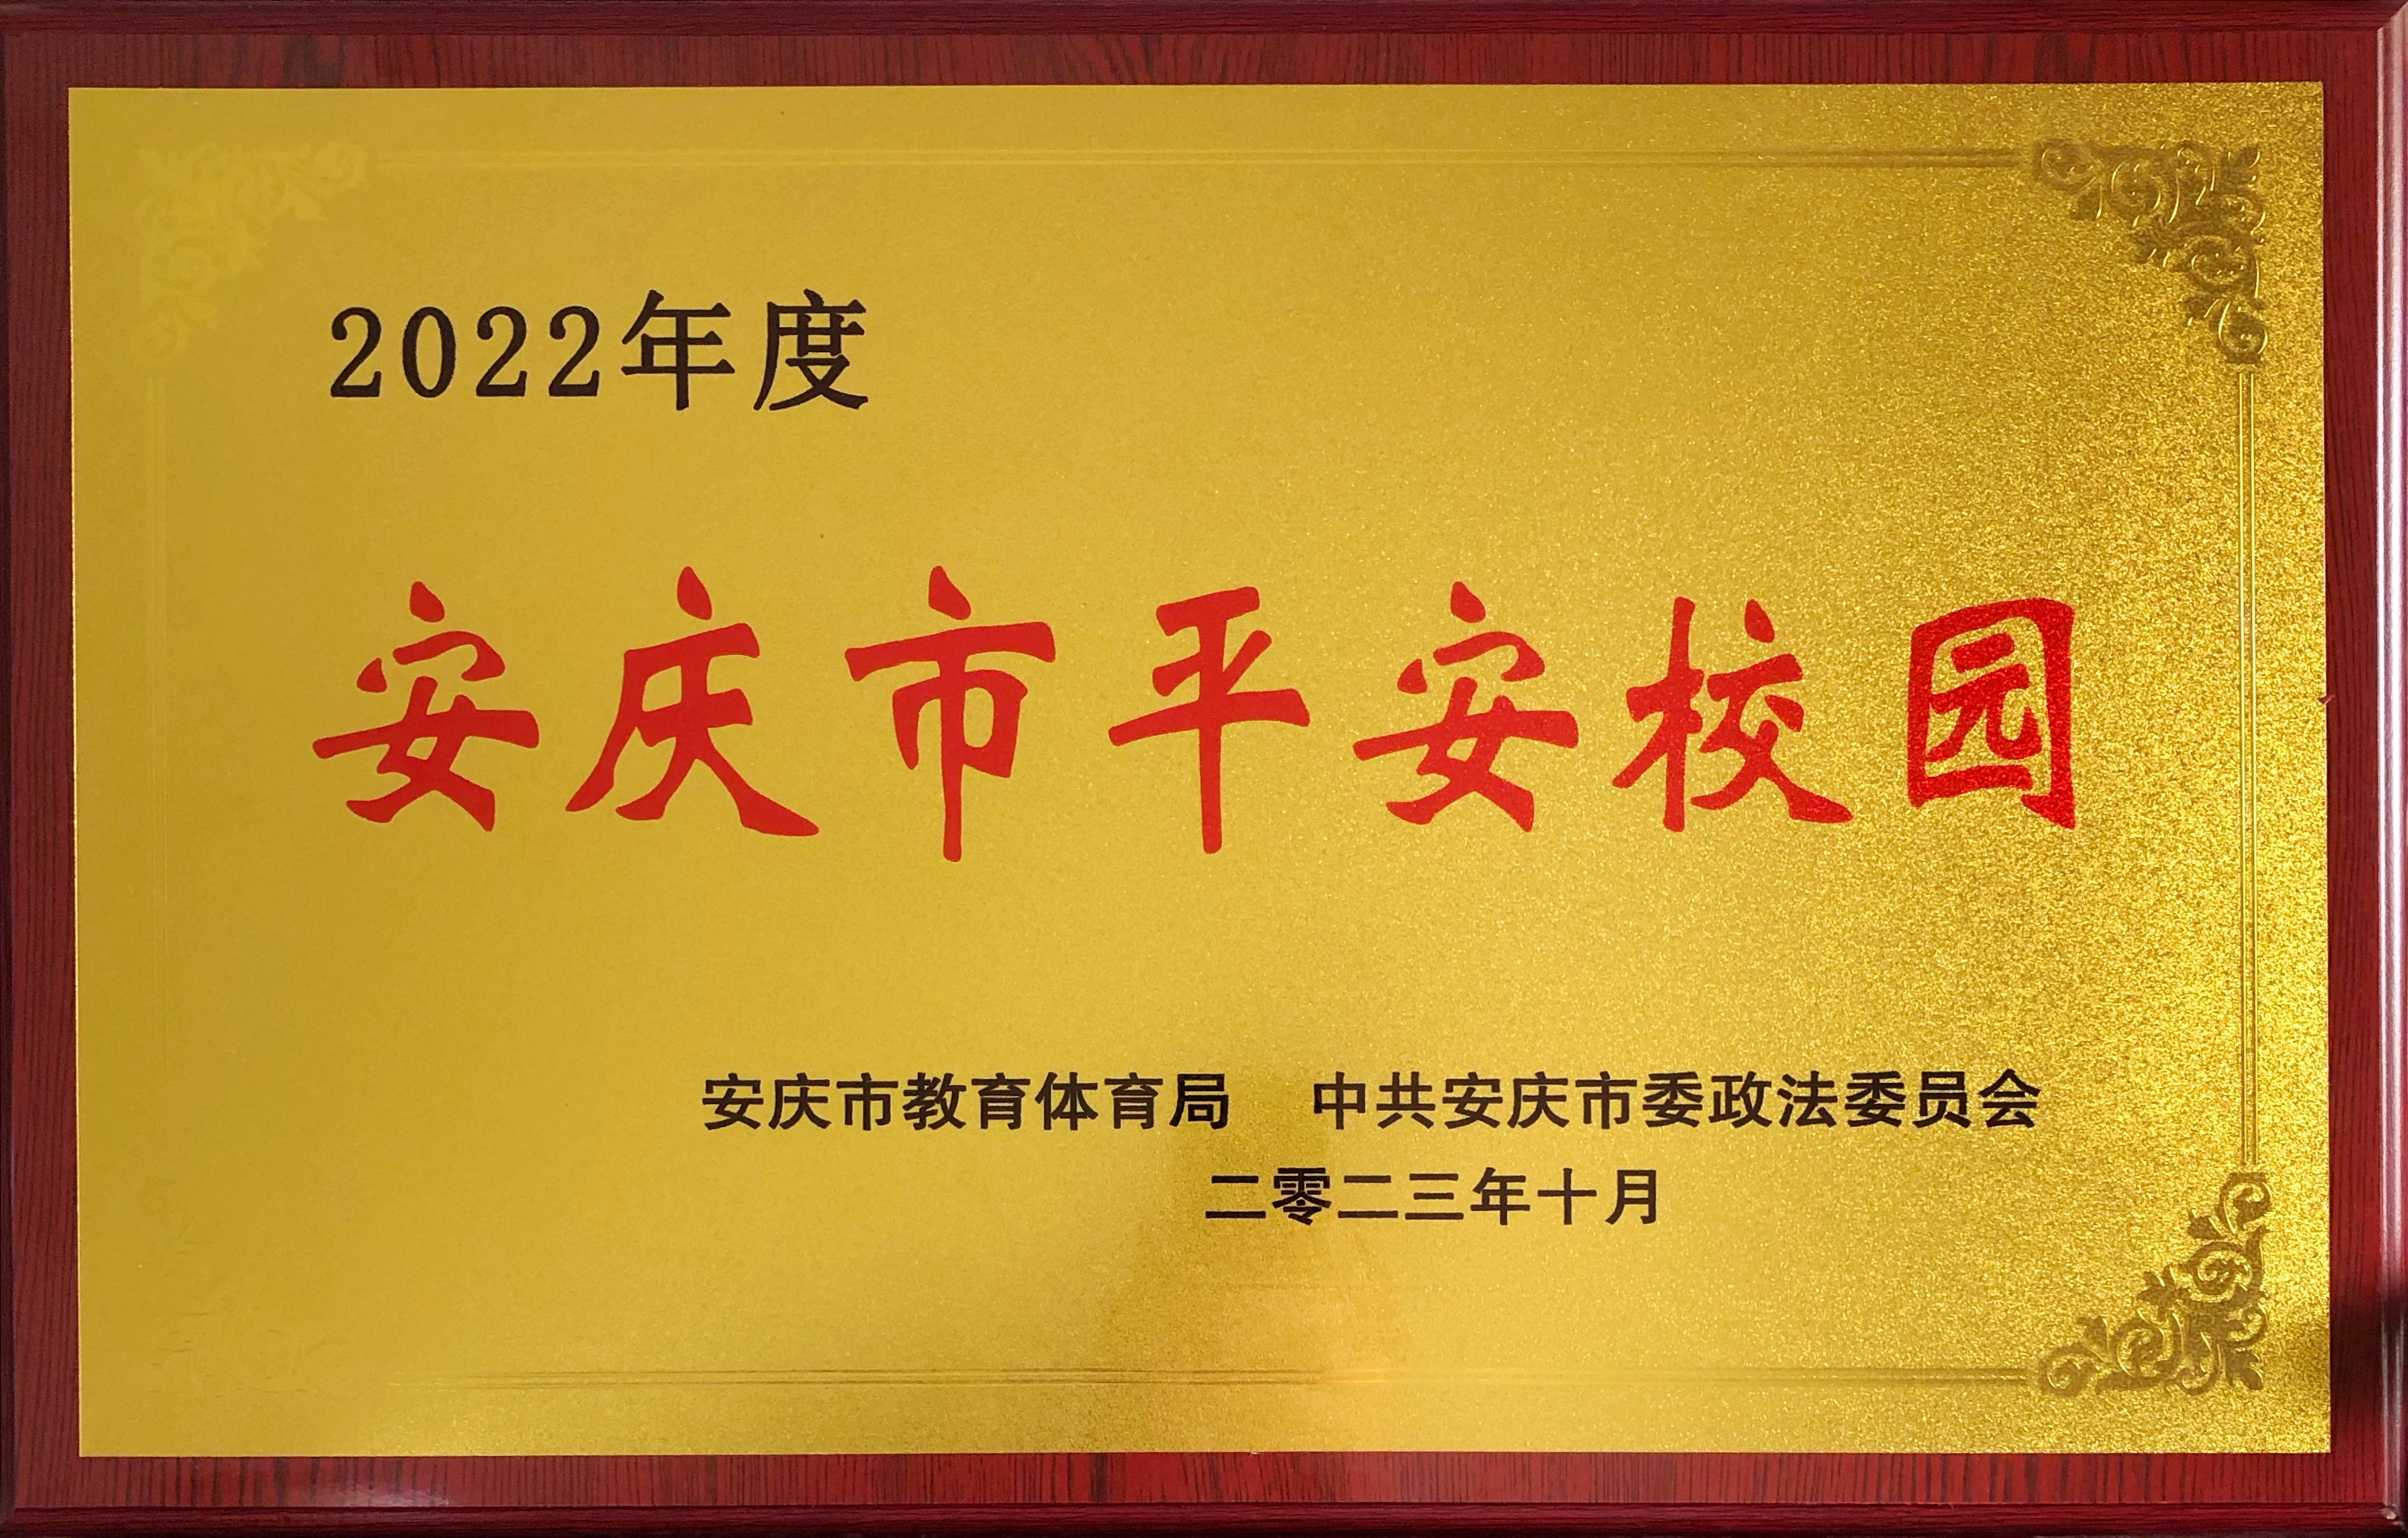 2022年度
安庆市平安校园
安庆市教育体育局　中共安庆市委政法委员会
二零二三年十月